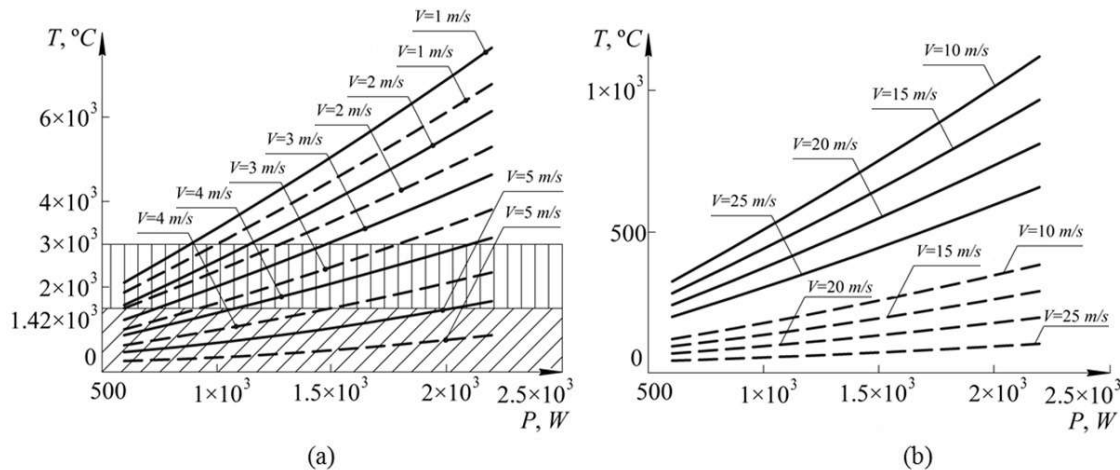 T, ºC
V=1 m/s
V=1 m/s
V=2 m/s
V=2 m/s
V=3 m/s
V=3 m/s
V=4 m/s
V=4 m/s
V=5 m/s
V=5 m/s
6×10³
4×10³
3×10³
2×10³
1.42×10³
0
500
1×10³
1.5×10³
2×10³
2.5×10³
P, W
(a)
T, ºC
V=10 m/s
V=15 m/s
V=20 m/s
V=25 m/s
V=10 m/s
V=15 m/s
V=20 m/s
V=25 m/s
1×10³
500
0
500
1×10³
1.5×10³
2×10³
2.5×10³
P, W
(b)